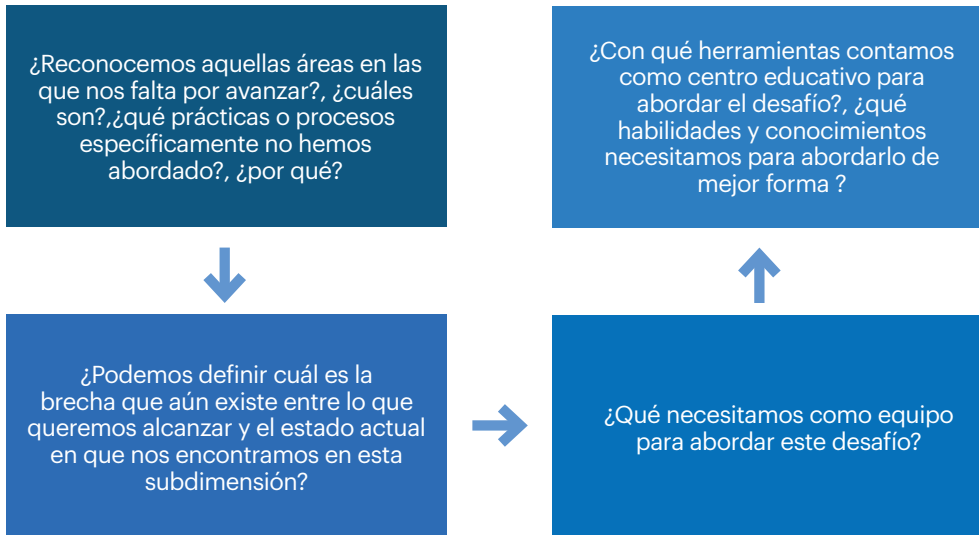 ¿Reconocemos aquellas áreas en las
que nos falta por avanzar?, ¿cuáles
son?,¿qué prácticas o procesos
específicamente no hemos
abordado?, ¿por qué?
¿Podemos definir cuál es la
brecha que aún existe entre lo que
queremos alcanzar y el estado actual
en que nos encontramos en esta
subdimensión?
¿Qué necesitamos como equipo
para abordar este desafío?
¿Con qué herramientas contamos
como centro educativo para
abordar el desafío?, ¿qué
habilidades y conocimientos
necesitamos para abordarlo de
mejor forma ?